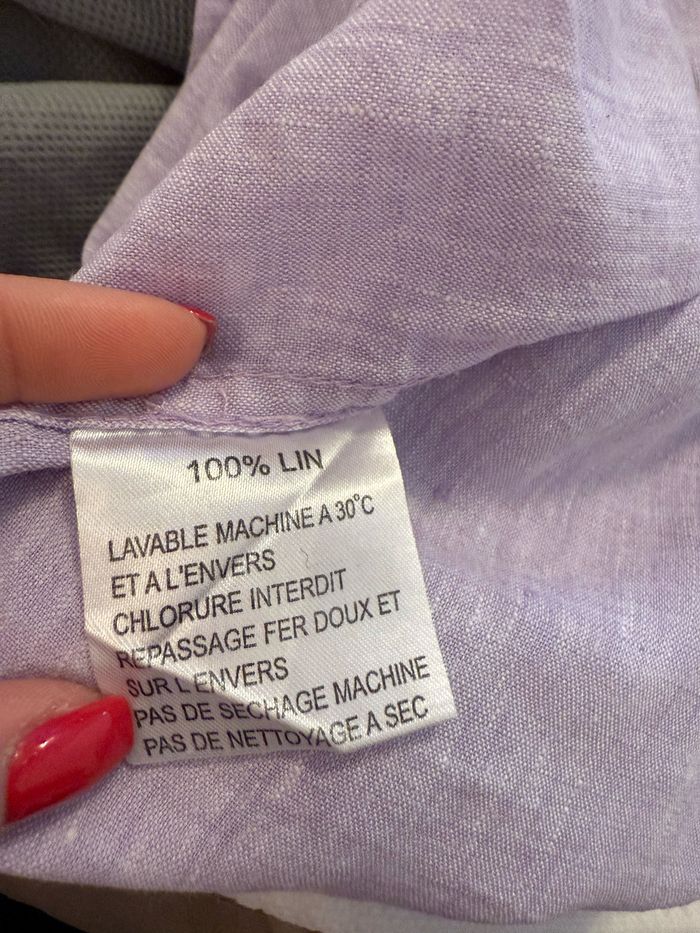 100% LIN
LAVABLE MACHINE A 30°C
ET A L'ENVERS
CHLORURE INTERDIT
REPASSAGE FER DOUX ET
SUR L'ENVERS
PAS DE SECHAGE MACHINE
PAS DE NETTOYAGE A SEC